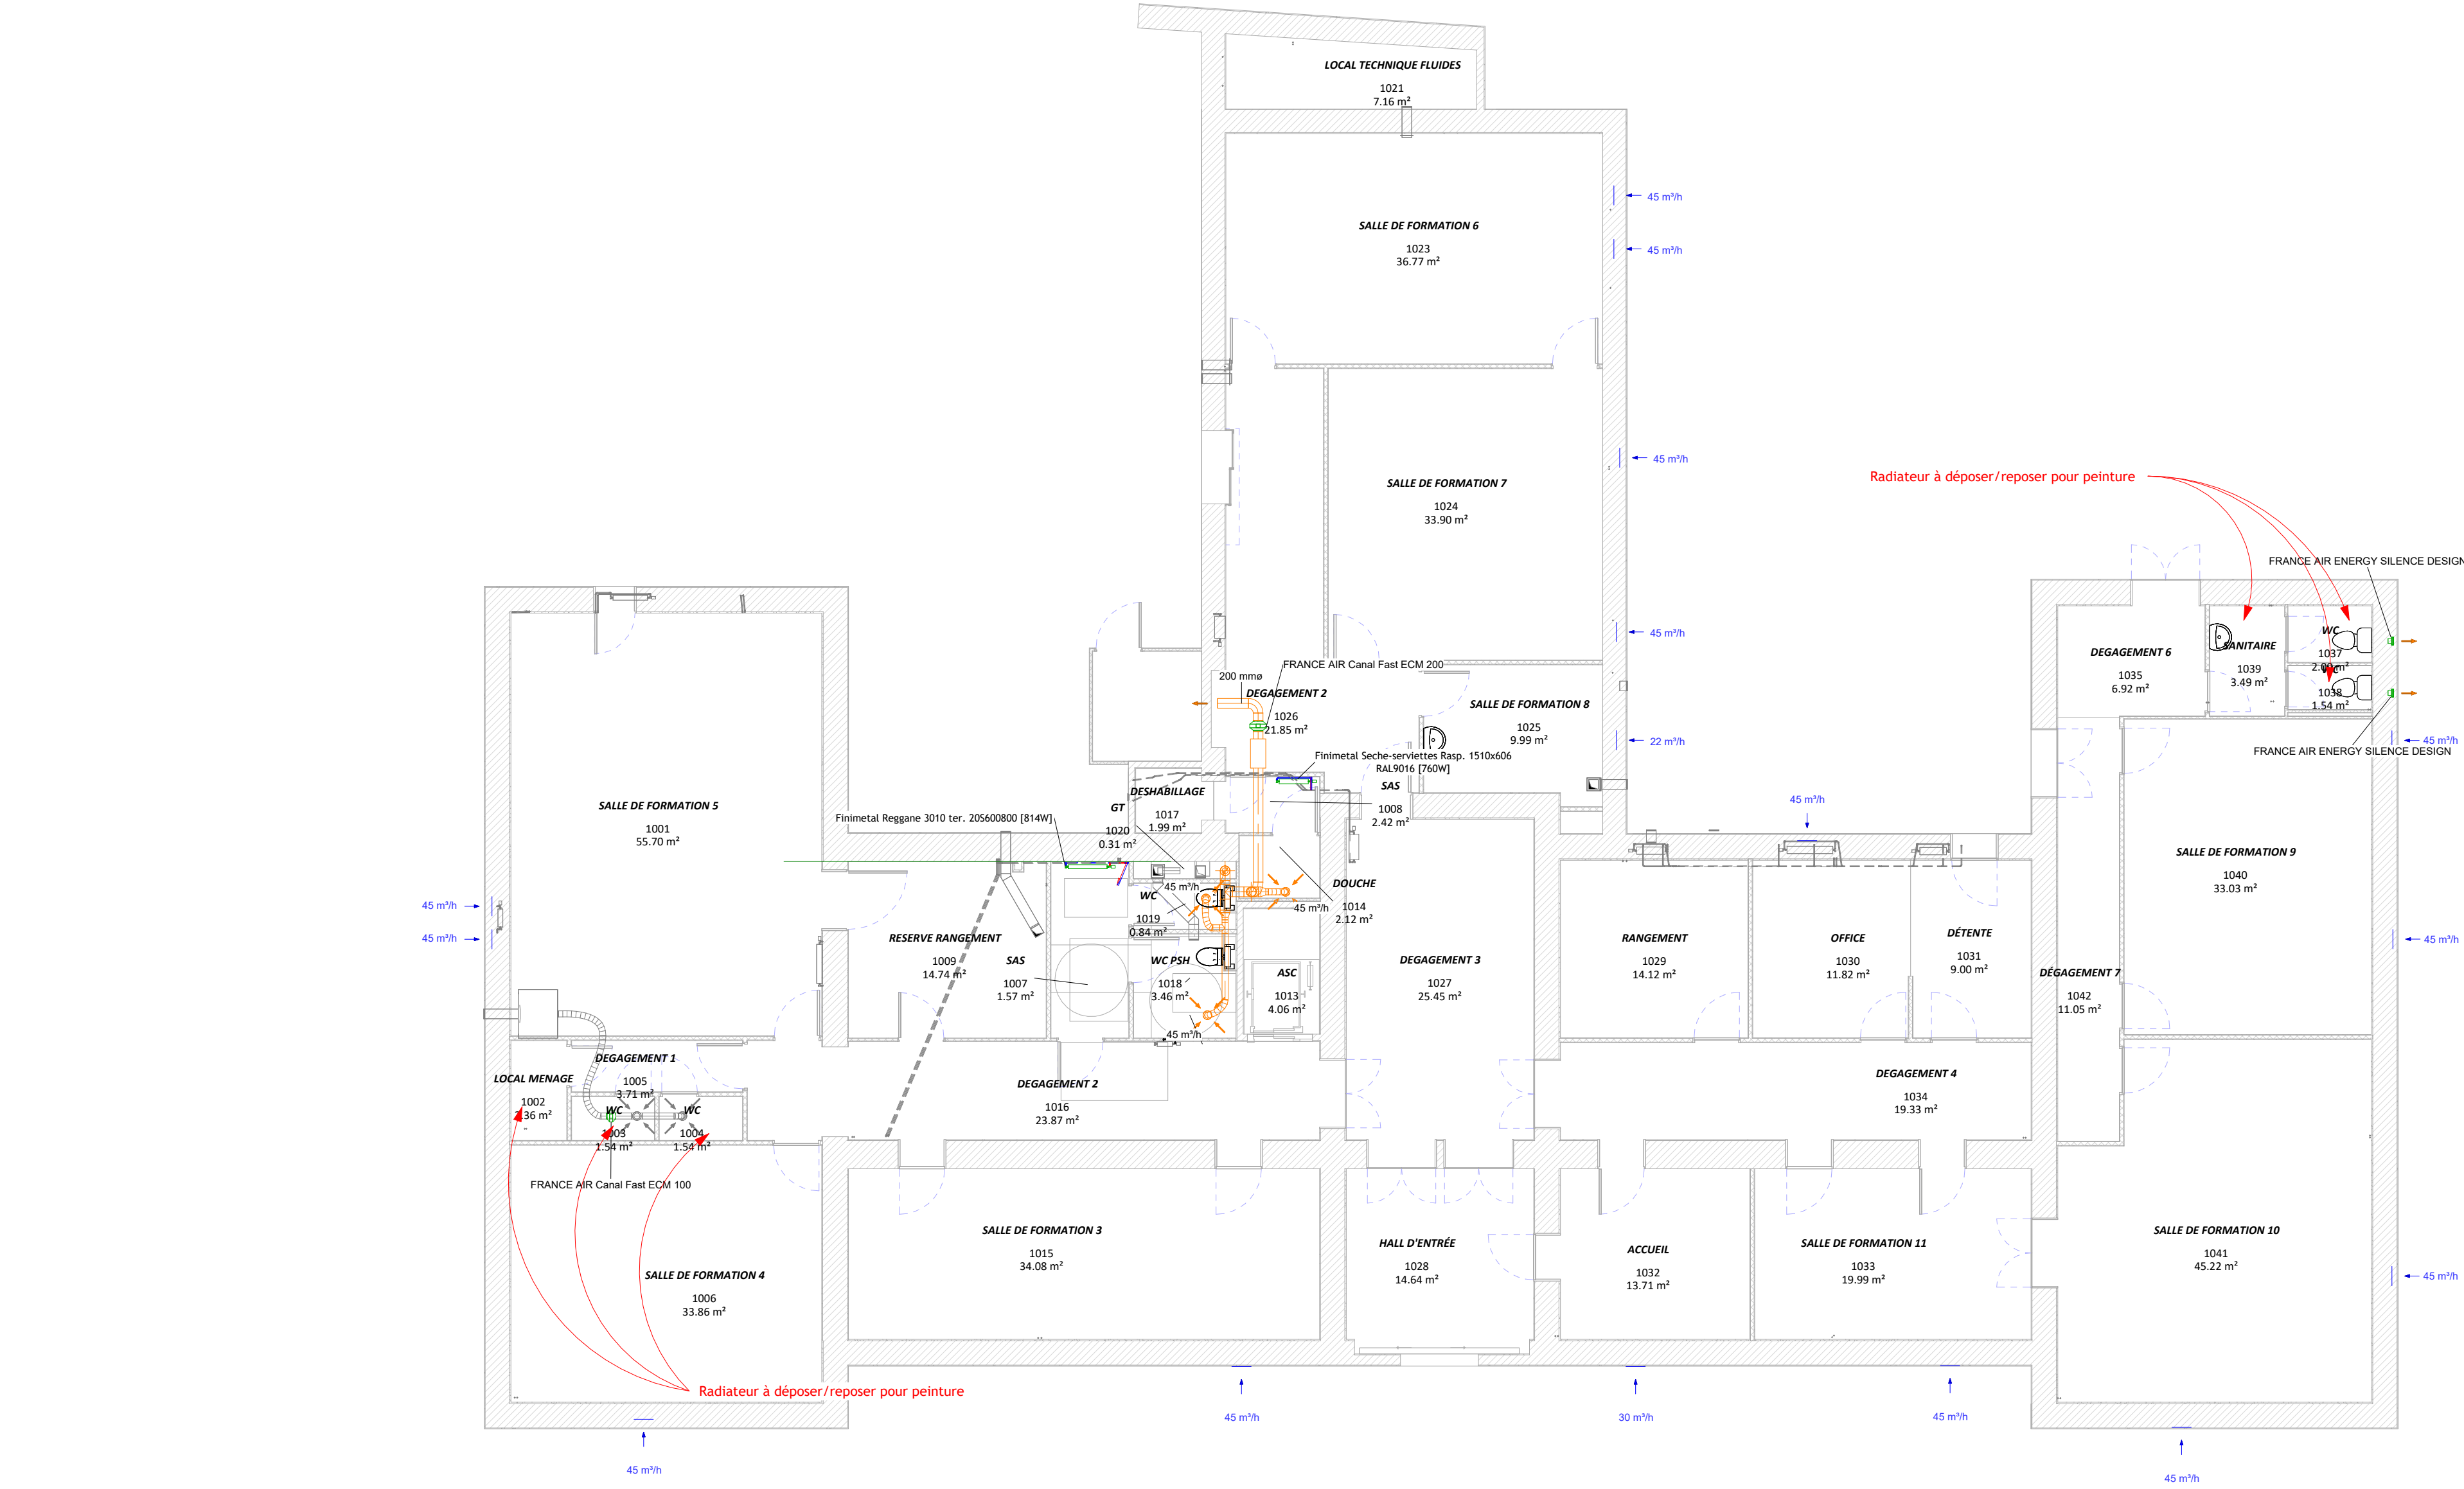 LOCAL TECHNIQUE FLUIDES
1021
7.16 m²
45 m³/h
SALLE DE FORMATION 6
1023
36.77 m²
45 m³/h
45 m³/h
SALLE DE FORMATION 7
1024
33.90 m²
Radiateur à déposer/reposer pour peinture
FRANCE AIR ENERGY SILENCE DESIGN
45 m³/h
WC
1037
2.00 m²
SANITAIRE
1039
3.49 m²
DEGAGEMENT 6
1035
6.92 m²
WC
1038
1.54 m²
FRANCE AIR Canal Fast ECM 200
200 mmø
DEGAGEMENT 2
1026
21.85 m²
SALLE DE FORMATION 8
1025
9.99 m²
22 m³/h
45 m³/h
FRANCE AIR ENERGY SILENCE DESIGN
Finimetal Seche-serviettes Rasp. 1510x606
RAL9016 [760W]
SAS
1008
2.42 m²
DESHABILLAGE
1017
1.99 m²
GT
1020
0.31 m²
Finimetal Reggane 3010 ter. 20S600800 [814W]
SALLE DE FORMATION 5
1001
55.70 m²
45 m³/h
SALLE DE FORMATION 9
1040
33.03 m²
45 m³/h
45 m³/h
45 m³/h
WC
1019
0.84 m²
45 m³/h
DOUCHE
1014
2.12 m²
RESERVE RANGEMENT
1009
14.74 m²
SAS
1007
1.57 m²
WC PSH
1018
3.46 m²
45 m³/h
ASC
1013
4.06 m²
DEGAGEMENT 3
1027
25.45 m²
RANGEMENT
1029
14.12 m²
OFFICE
1030
11.82 m²
DÉTENTE
1031
9.00 m²
DÉGAGEMENT 7
1042
11.05 m²
45 m³/h
DEGAGEMENT 1
1005
3.71 m²
LOCAL MENAGE
1002
.36 m²
WC
1003
1.54 m²
WC
1004
1.54 m²
DEGAGEMENT 2
1016
23.87 m²
DEGAGEMENT 4
1034
19.33 m²
FRANCE AIR Canal Fast ECM 100
SALLE DE FORMATION 4
1006
33.86 m²
SALLE DE FORMATION 3
1015
34.08 m²
HALL D'ENTRÉE
1028
14.64 m²
ACCUEIL
1032
13.71 m²
SALLE DE FORMATION 11
1033
19.99 m²
SALLE DE FORMATION 10
1041
45.22 m²
45 m³/h
Radiateur à déposer/reposer pour peinture
45 m³/h
45 m³/h
30 m³/h
45 m³/h
45 m³/h